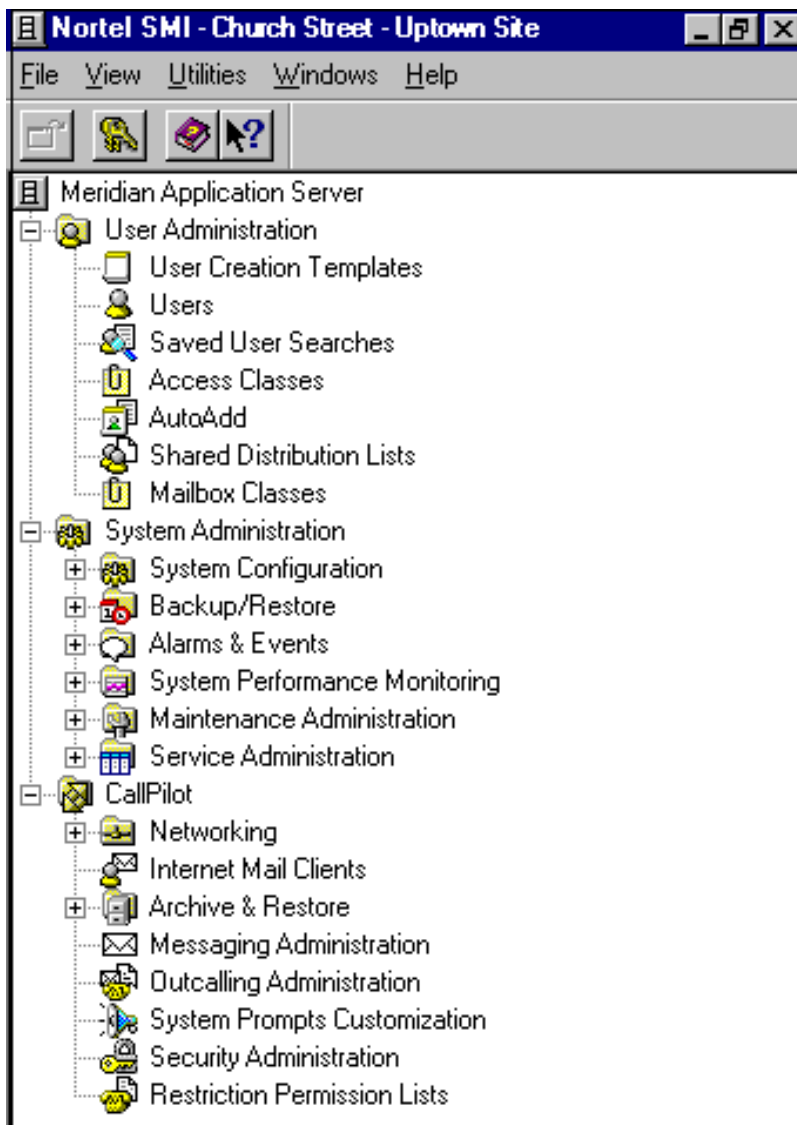 Nortel SMI - Church Street - Uptown Site
File View Utilities Windows Help
Meridian Application Server
User Administration
User Creation Templates
Users
Saved User Searches
Access Classes
AutoAdd
Shared Distribution Lists
Mailbox Classes
System Administration
System Configuration
Backup/Restore
Alarms & Events
System Performance Monitoring
Maintenance Administration
Service Administration
CallPilot
Networking
Internet Mail Clients
Archive & Restore
Messaging Administration
Outcalling Administration
System Prompts Customization
Security Administration
Restriction Permission Lists